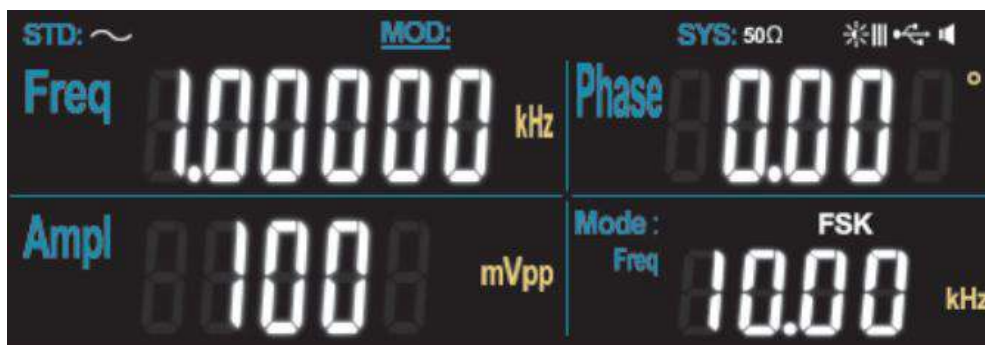 STD: MOD: SYS: 50Ω
Freq 1.00000 kHz
Phase 0.00 °
Ampl 100 mVpp
Mode : FSK
Freq 10.00 kHz